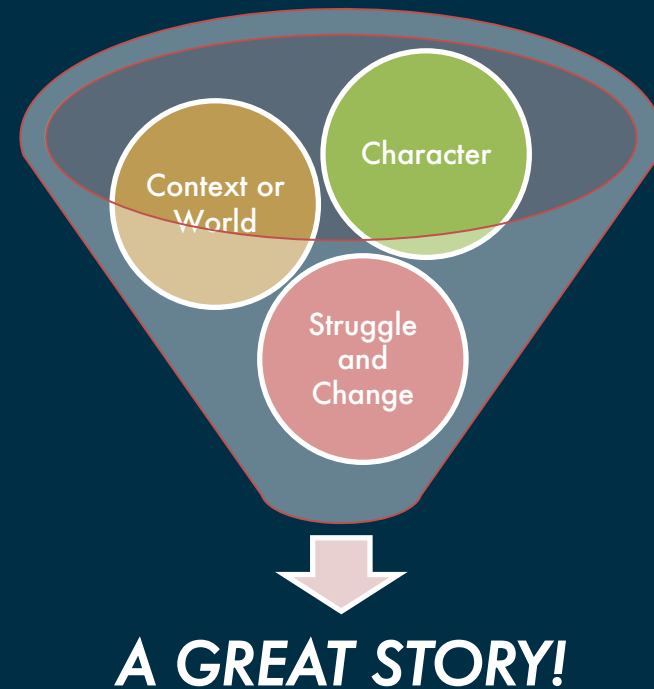 Context or
World
Character
Struggle
and
Change
A GREAT STORY!